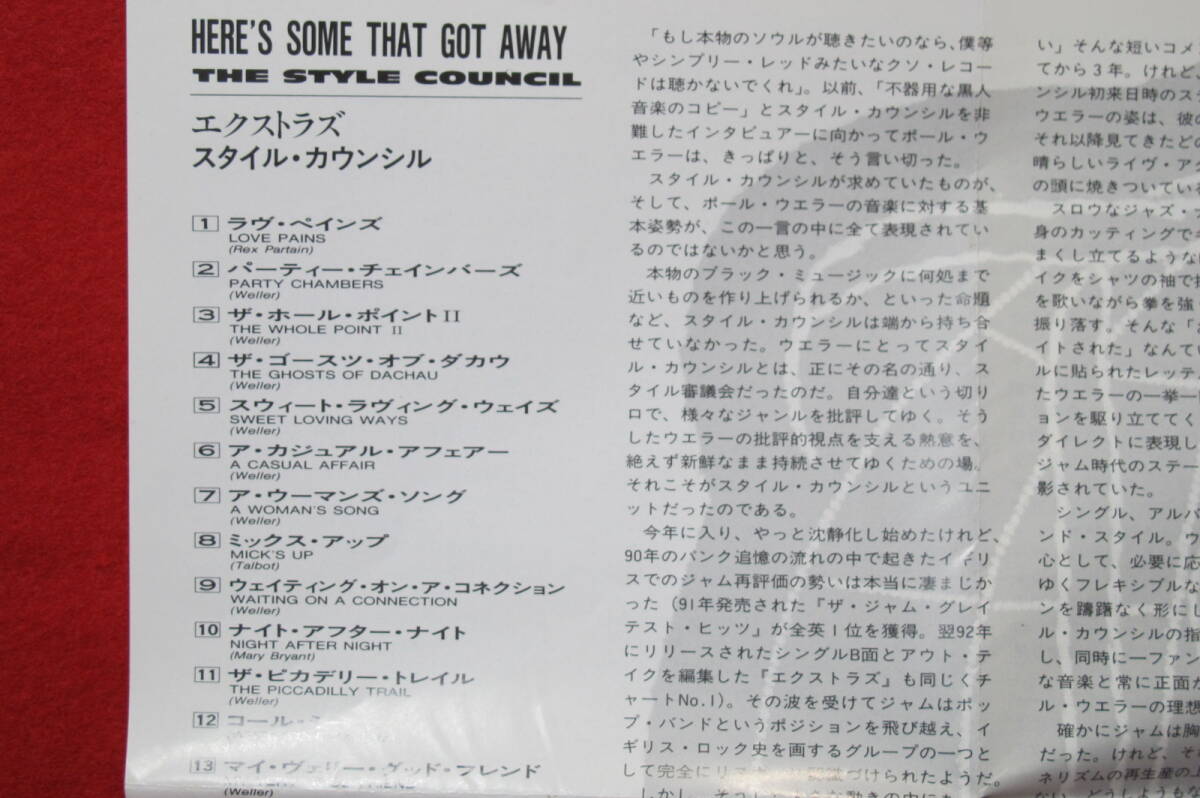 HERE'S SOME THAT GOT AWAY
THE STYLE COUNCIL
エクストラズ
スタイル・カウンシル
1 ラヴ・ペインズ
LOVE PAINS
(Rex Partain)
2 パーティー・チェインバーズ
PARTY CHAMBERS
(Weller)
3 ザ・ホール・ポイントII
THE WHOLE POINT II
(Weller)
4 ザ・ゴースツ・オブ・ダカウ
THE GHOSTS OF DACHAU
(Weller)
5 スウィート・ラヴィング・ウェイズ
SWEET LOVING WAYS
(Weller)
6 ア・カジュアル・アフェアー
A CASUAL AFFAIR
(Weller)
7 ア・ウーマンズ・ソング
A WOMAN'S SONG
(Weller)
8 ミックス・アップ
MICK'S UP
(Talbot)
9 ウェイティング・オン・ア・コネクション
WAITING ON A CONNECTION
(Weller)
10 ナイト・アフター・ナイト
NIGHT AFTER NIGHT
(Mary Bryant)
11 ザ・ピカデリー・トレイル
THE PICCADILLY TRAIL
(Weller)
12 コール・
13 マイ・ヴェリー・グッド・フレンド
(Weller)
「もし本物のソウルが聴きたいのなら、僕等
やシンプリー・レッドみたいなクソ・レコー
ドは聴かないでくれ」。以前、「不器用な黒人
音楽のコピー」とスタイル・カウンシルを非
難したインタビュアーに向かってポール・ウ
エラーは、きっぱりと、そう言い切った。
スタイル・カウンシルが求めていたものが、
そして、ポール・ウエラーの音楽に対する基
本姿勢が、この一言の中に全て表現されてい
るのではないかと思う。
本物のブラック・ミュージックに何処まで
近いものを作り上げられるか、といった命題
など、スタイル・カウンシルは端から持ち合
せていなかった。ウエラーにとってスタイ
ル・カウンシルとは、正にその名の通り、ス
タイル審議会だったのだ。自分達という切り
口で、様々なジャンルを批評してゆく。そう
したウエラーの批評的視点を支える熱意を、
絶えず新鮮なまま持続させてゆくための場。
それこそがスタイル・カウンシルというユニ
ットだったのである。
今年に入り、やっと沈静化し始めたけれど、
90年のパンク追憶の流れの中で起きたイギリ
スでのジャム再評価の勢いは本当に凄まじか
った（91年発売された『ザ・ジャム・グレイ
テスト・ヒッツ』が全英1位を獲得。翌92年
にリリースされたシングルB面とアウト・テ
イクを編集した『エクストラズ』も同じくチ
ャートNo.1)。その波を受けてジャムはポッ
プ・バンドというポジションを飛び越え、イ
ギリス・ロック史を画するグループの一つと
して完全に づけられたようだ。
い」そんな短いコメ
てから3年。けれど
ンシル初来日時のステ
ウエラーの姿は、彼の
それ以降見てきたどの
晴らしいライヴ・アク
の頭に焼きついている
スロウなジャズ・
身のカッティングで
まくし立てるような
イクをシャツの袖で
を歌いながら拳を強
振り落す。そんな「
イトされた」なんてい
ルに貼られたレッテル
たウエラーの一挙一
ョンを駆り立ててく
ダイレクトに表現し
ジャム時代のステー
影されていた。
シングル、アルバ
ンド・スタイル。ウ
心として、必要に応
ゆくフレキシブルな
ンを躊躇なく形にし
ル・カウンシルの指
し、同時に一ファン
な音楽と常に正面か
ル・ウエラーの理想
確かにジャムは胸
だった。けれど、そ
ネリズムの再生産の